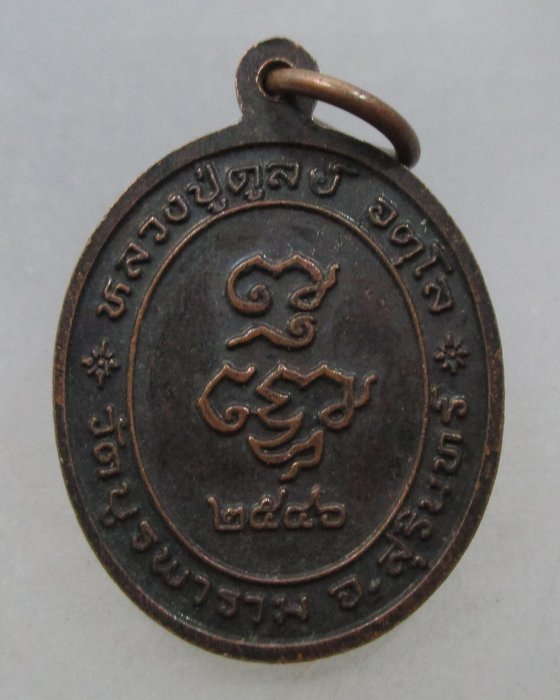 หลวงปู่ดูลย์ อตุโล
๒๕๔๖
วัดบูรพาราม อ.สุรินทร์